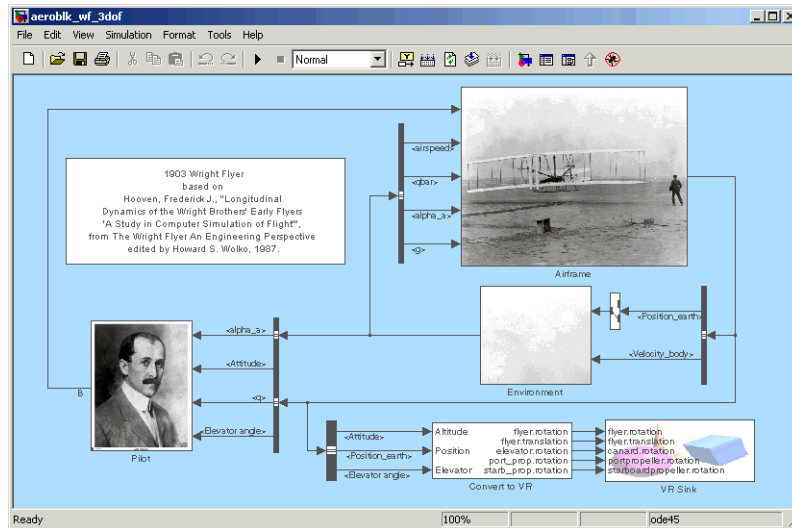 aeroblk_wf_3dof
File Edit View Simulation Format Tools Help
Normal
1903 Wright Flyer
based on
Hooven, Frederick J., "Longitudinal
Dynamics of the Wright Brothers' Early Flyers
'A Study in Computer Simulation of Flight'",
from The Wright Flyer An Engineering Perspective
edited by Howard S. Wolko, 1987.
<airspeed>
<qbar>
<alpha_a>
<q>
Airframe
<Position_earth>
<Velocity_body>
Environment
<alpha_a>
<Attitude>
<q>
<Elevator angle>
B
Pilot
<Attitude>
<Position_earth>
<Elevator angle>
Altitude
Position
Elevator
flyer.rotation
flyer.translation
elevator.rotation
port_prop.rotation
starb_prop.rotation
Convert to VR
flyer.rotation
flyer.translation
canard.rotation
portpropeller.rotation
starboardpropeller.rotation
VR Sink
Ready
100%
ode45